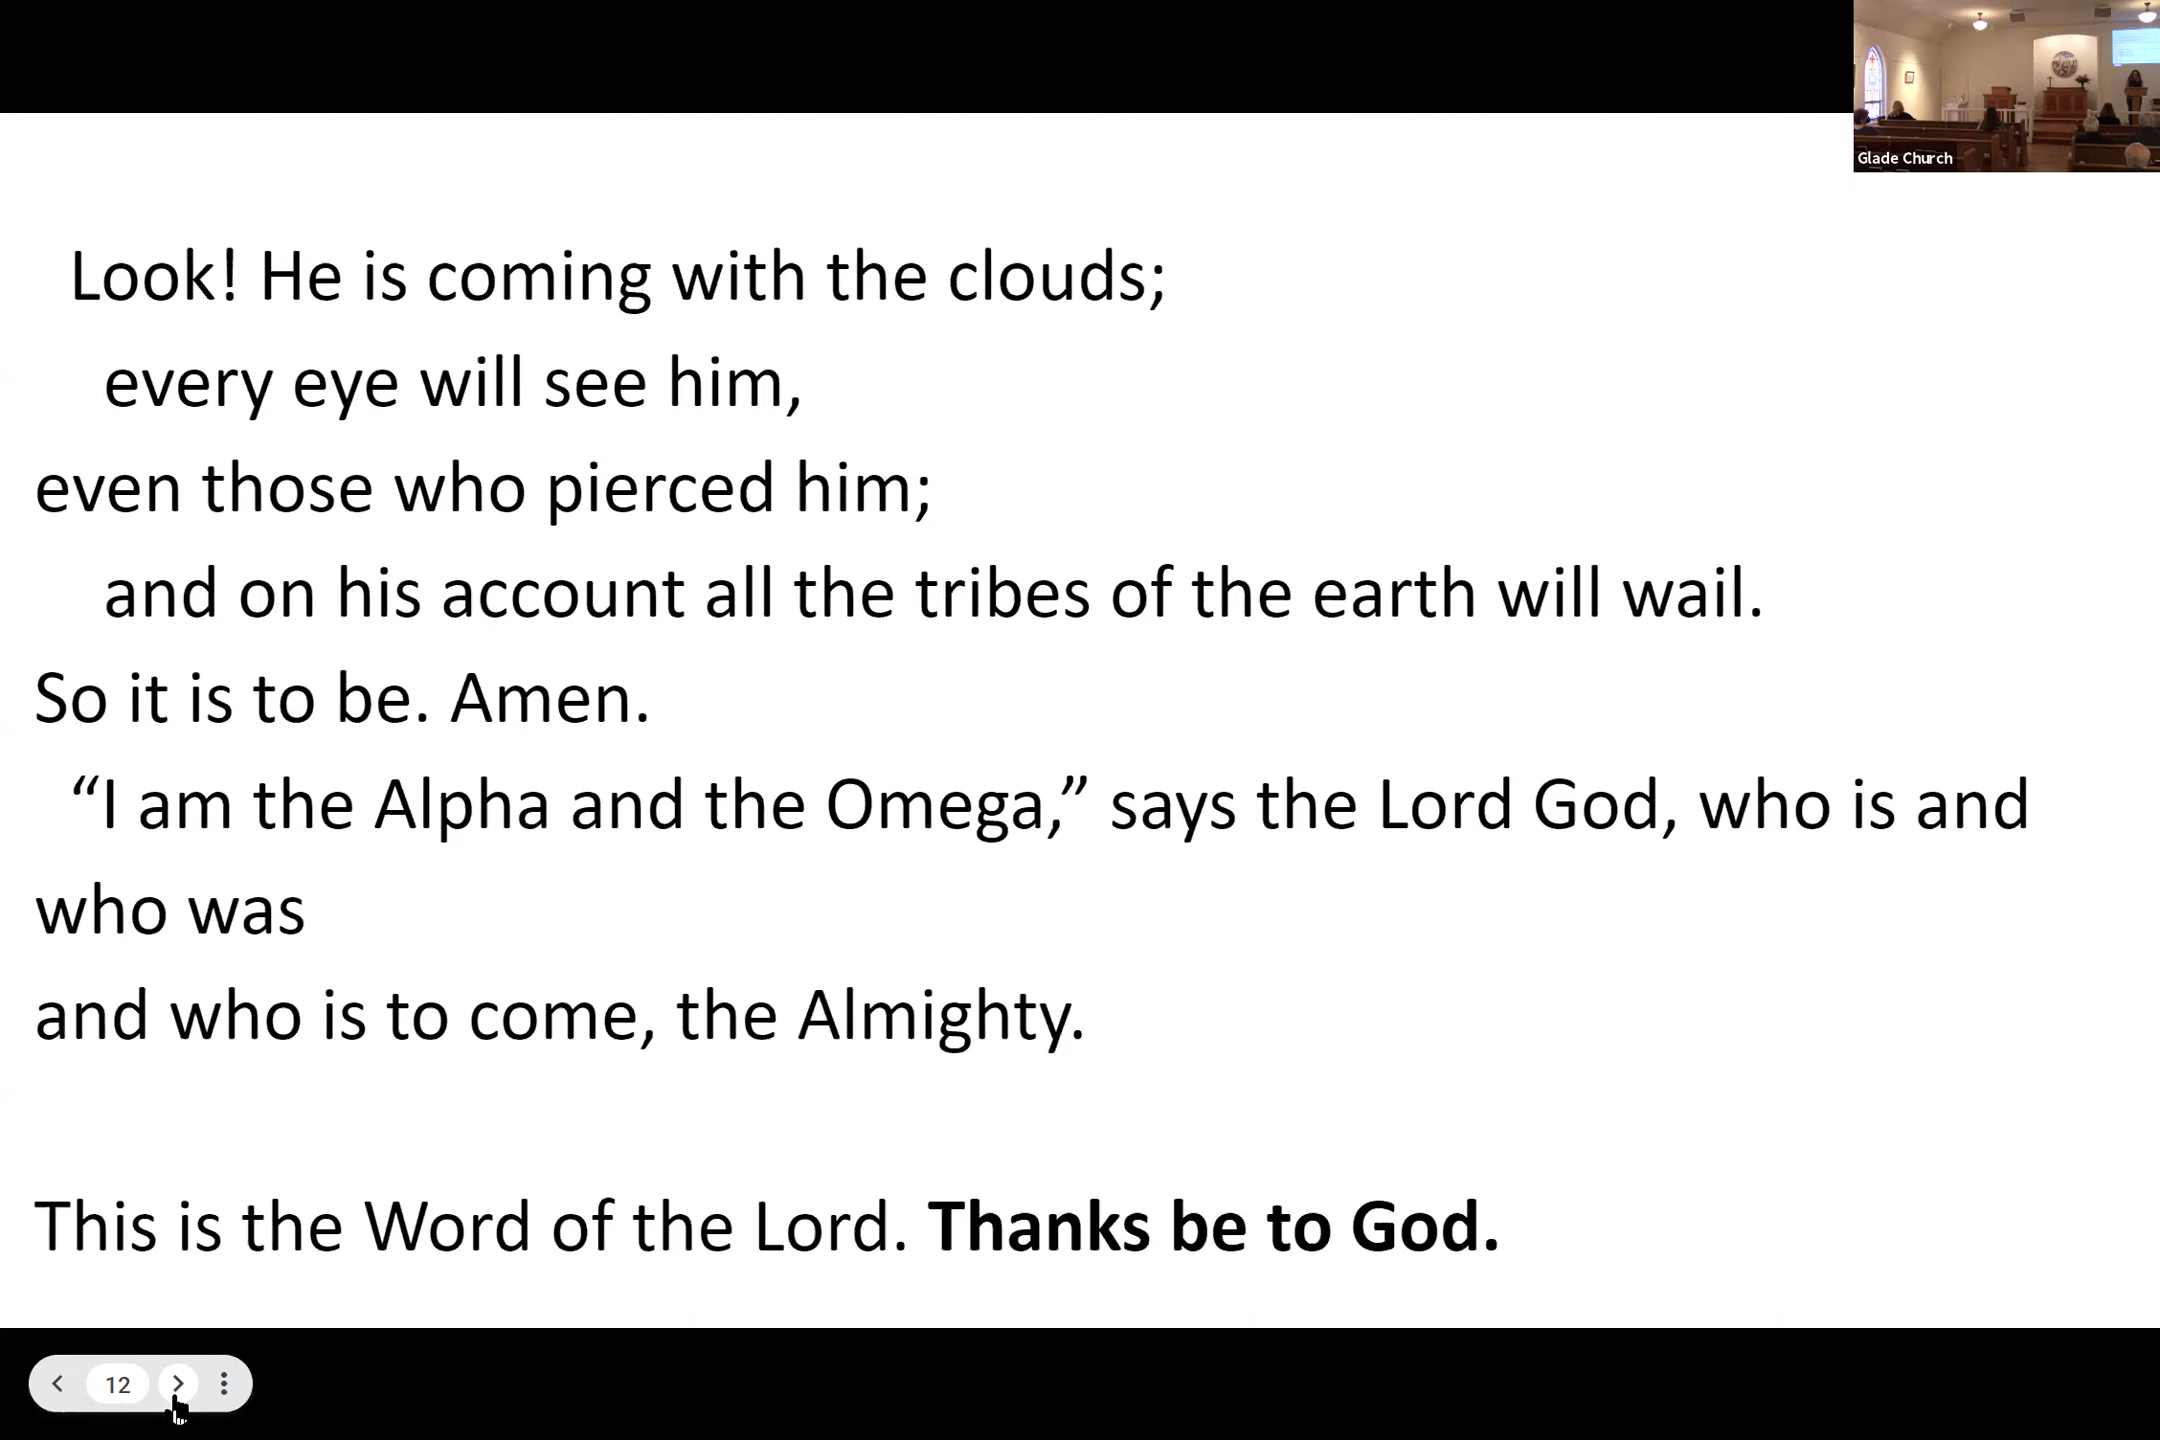 Glade Church
Look! He is coming with the clouds;
every eye will see him,
even those who pierced him;
and on his account all the tribes of the earth will wail.
So it is to be. Amen.
“I am the Alpha and the Omega,” says the Lord God, who is and
who was
and who is to come, the Almighty.
This is the Word of the Lord. Thanks be to God.
12